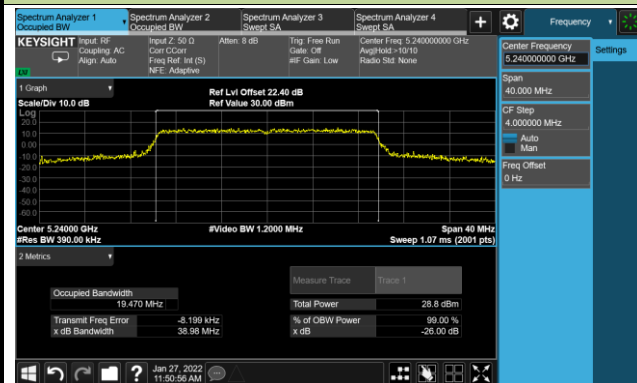 Spectrum Analyzer 1
Occupied BW
Spectrum Analyzer 2
Occupied BW
Spectrum Analyzer 3
Swept SA
Spectrum Analyzer 4
Swept SA
+
Frequency
KEYSIGHT
Input: RF
Coupling: AC
Align: Auto
Input Z: 50 Ω
Corr CCorr
Freq Ref: Int (S)
NFE: Adaptive
Atten: 8 dB
Trig: Free Run
Gate: Off
#IF Gain: Low
Center Freq: 5.240000000 GHz
Avg|Hold:>10/10
Radio Std: None
Center Frequency
5.240000000 GHz
Settings
Span
40.000 MHz
CF Step
4.000000 MHz
Auto
Man
Freq Offset
0 Hz
1 Graph
Ref Lvl Offset 22.40 dB
Scale/Div 10.0 dB
Ref Value 30.00 dBm
Log
20.0
10.0
0.00
-10.0
-20.0
-30.0
-40.0
-50.0
-60.0
Center 5.24000 GHz
#Video BW 1.2000 MHz
Span 40 MHz
#Res BW 390.00 kHz
Sweep 1.07 ms (2001 pts)
2 Metrics
Measure Trace
Trace 1
Occupied Bandwidth
19.470 MHz
Total Power
28.8 dBm
Transmit Freq Error
-8.199 kHz
% of OBW Power
99.00 %
x dB Bandwidth
38.98 MHz
x dB
-26.00 dB
?
Jan 27, 2022
11:50:56 AM